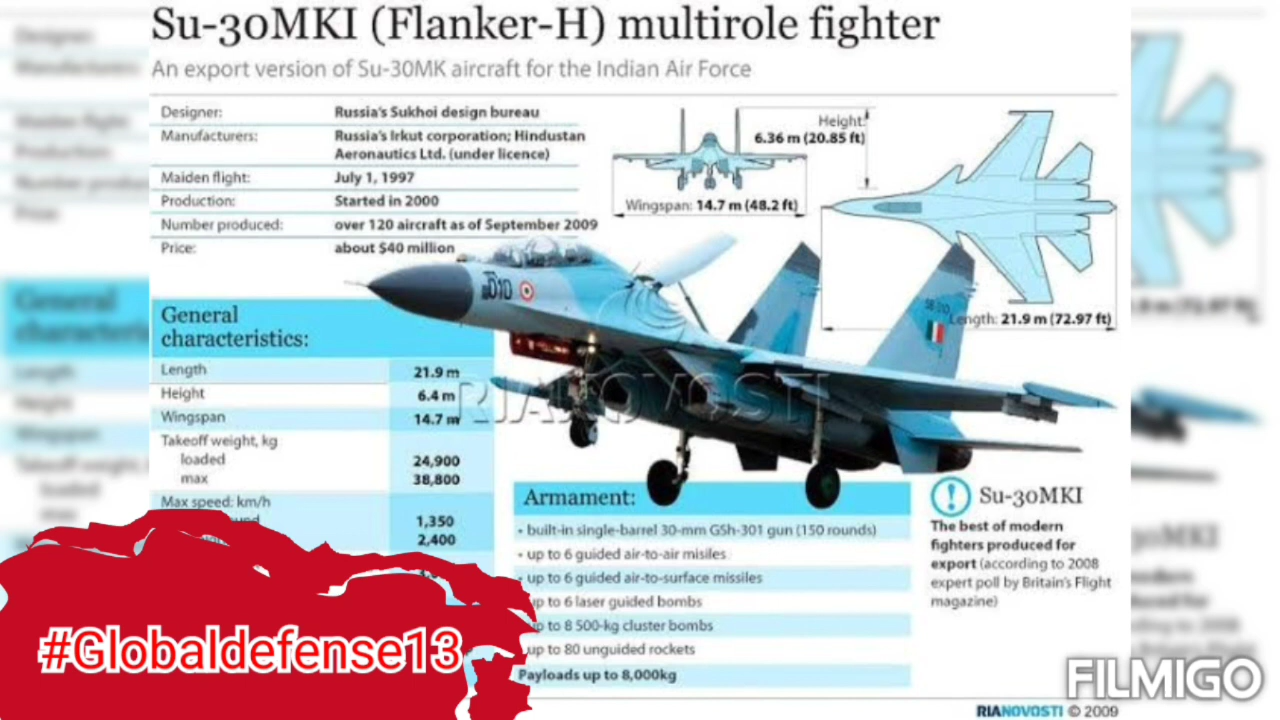 Su-30MKI (Flanker-H) multirole fighter
An export version of Su-30MK aircraft for the Indian Air Force
Designer: Russia's Sukhoi design bureau
Manufacturers: Russia's Irkut corporation; Hindustan
Aeronautics Ltd. (under licence)
Maiden flight: July 1, 1997
Production: Started in 2000
Number produced: over 120 aircraft as of September 2009
Price: about $40 million
Height:
6.36 m (20.85 ft)
Wingspan: 14.7 m (48.2 ft)
Length: 21.9 m (72.97 ft)
General
characteristics:
Length 21.9 m
Height 6.4 m
Wingspan 14.7 m
Takeoff weight, kg
loaded 24,900
max 38,800
Max speed: km/h
1,350
2,400
RIANOVOSTI
Armament:
• built-in single-barrel 30-mm GSh-301 gun (150 rounds)
• up to 6 guided air-to-air misiles
• up to 6 guided air-to-surface missiles
up to 6 laser guided bombs
up to 8 500-kg cluster bombs
up to 80 unguided rockets
Payloads up to 8,000kg
Su-30MKI
The best of modern
fighters produced for
export (according to 2008
expert poll by Britain's Flight
magazine)
#Globaldefense13
FILMIGO
RIANOVOSTI © 2009